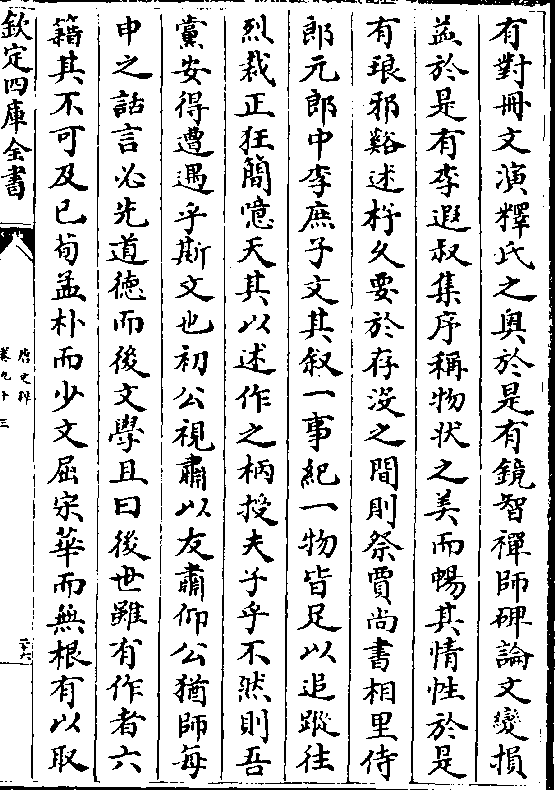 有對冊文演釋氏之奥於是有鏡智禪師碑論文變損
益於是有李遐叔集序稱物狀之美而暢其情性於是
有琅邪谿述杼久要於存沒之間則祭賈尚書相里侍
郎元郎中李庶子文其叙一事紀一物皆足以追蹤往
烈裁正狂簡噫天其以述作之柄授夫子乎不然則吾
黨安得遭遇乎斯文也初公視肅以友肅仰公猶師每
申之話言必先道德而後文學且曰後世雖有作者六
籍其不可及已荀孟朴而少文屈宋華而無根有以取
欽定四庫全書
唐文粹
卷九十三
二十六